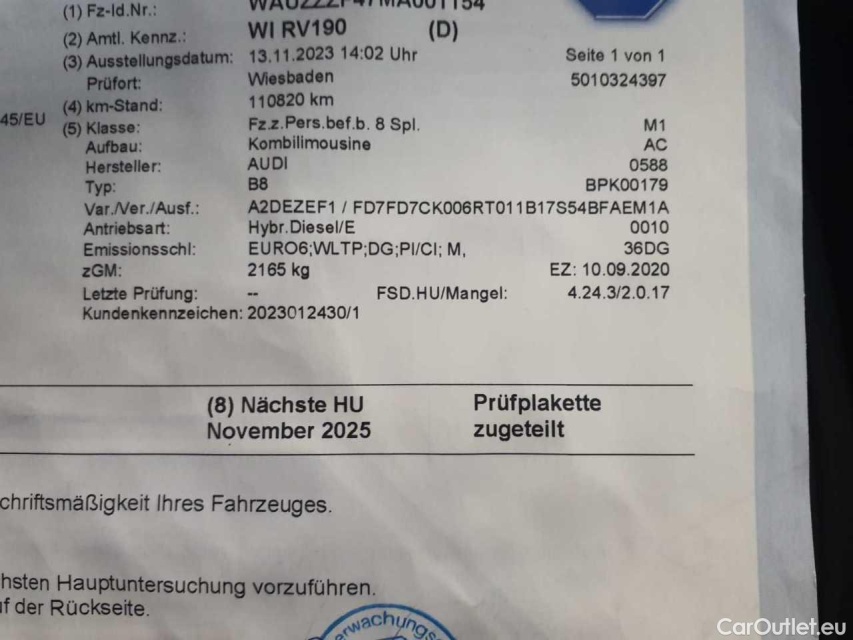 (1) Fz-Id.Nr.:
(2) Amtl. Kennz.: WI RV190 (D)
(3) Ausstellungsdatum: 13.11.2023 14:02 Uhr Seite 1 von 1
Prüfort: Wiesbaden 5010324397
(4) km-Stand: 110820 km
45/EU (5) Klasse: Fz.z.Pers.bef.b. 8 Spl. M1
Aufbau: Kombilimousine AC
Hersteller: AUDI 0588
Typ: B8 BPK00179
Var./Ver./Ausf.: A2DEZEF1 / FD7FD7CK006RT011B17S54BFAEM1A
Antriebsart: Hybr.Diesel/E 0010
Emissionsschl: EURO6;WLTP;DG;PI/CI; M, 36DG
zGM: 2165 kg EZ: 10.09.2020
Letzte Prüfung: -- FSD.HU/Mangel: 4.24.3/2.0.17
Kundenkennzeichen: 2023012430/1
(8) Nächste HU Prüfplakette
November 2025 zugeteilt
chriftsmäßigkeit Ihres Fahrzeuges.
hsten Hauptuntersuchung vorzuführen.
f der Rückseite.
erwachungs
CarOutlet.eu